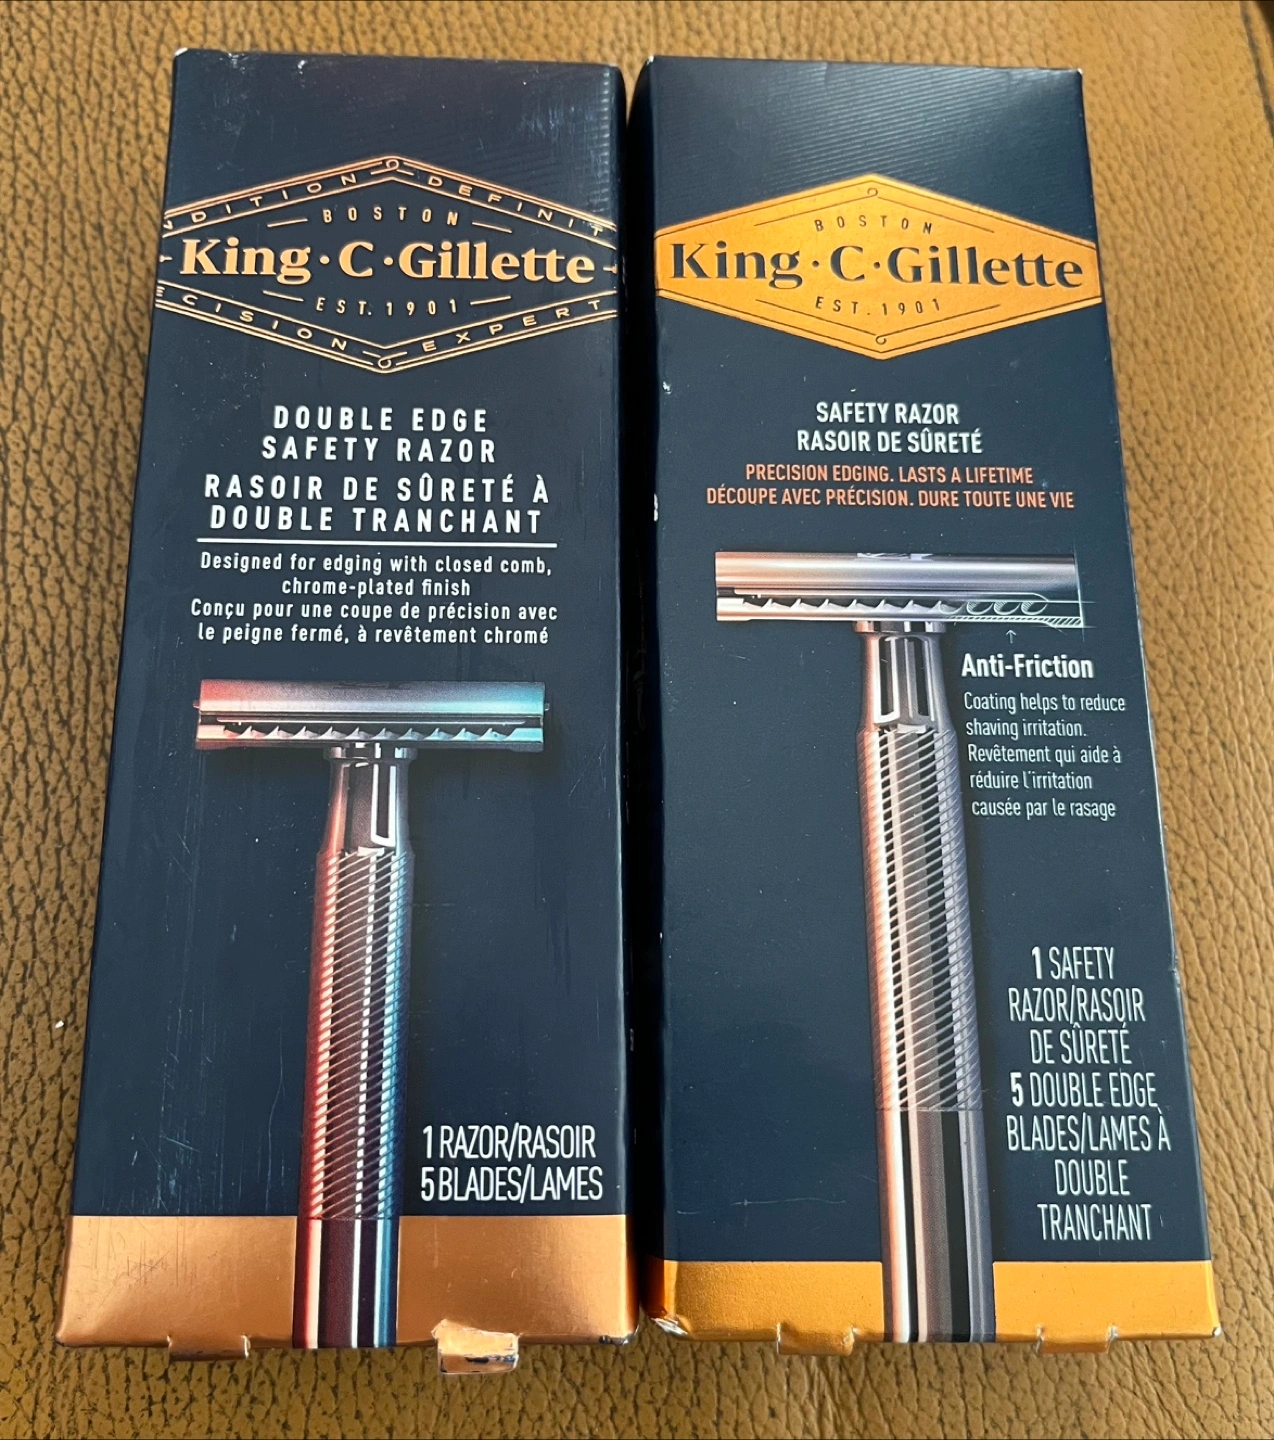 DITION DEFINIT
BOSTON
King·C·Gillette
EST. 1901
CISION EXPERT
DOUBLE EDGE
SAFETY RAZOR
RASOIR DE SÛRETÉ À
DOUBLE TRANCHANT
Designed for edging with closed comb,
chrome-plated finish
Conçu pour une coupe de précision avec
le peigne fermé, à revêtement chromé
1 RAZOR/RASOIR
5 BLADES/LAMES
BOSTON
King·C·Gillette
EST. 1901
SAFETY RAZOR
RASOIR DE SÛRETÉ
PRECISION EDGING. LASTS A LIFETIME
DÉCOUPE AVEC PRÉCISION. DURE TOUTE UNE VIE
Anti-Friction
Coating helps to reduce
shaving irritation.
Revêtement qui aide à
réduire l'irritation
causée par le rasage
1 SAFETY
RAZOR/RASOIR
DE SÛRETÉ
5 DOUBLE EDGE
BLADES/LAMES À
DOUBLE
TRANCHANT